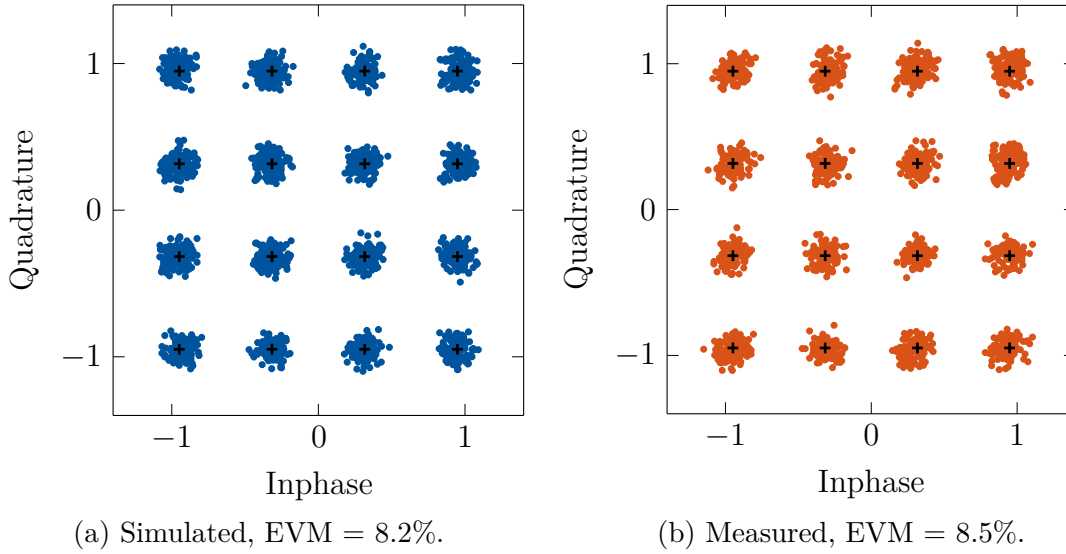 1
0
−1
Quadrature
−1
0
1
Inphase
(a) Simulated, EVM = 8.2%.
1
0
−1
Quadrature
−1
0
1
Inphase
(b) Measured, EVM = 8.5%.